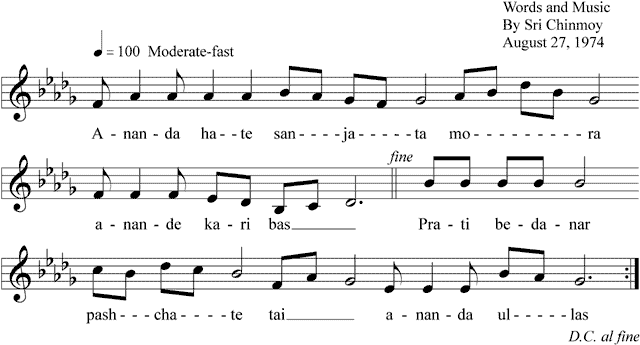 Words and Music
By Sri Chinmoy
August 27, 1974
= 100 Moderate-fast
A-nan-da ha--te san----ja---ta mo------ra
fine
a-nan-de ka-ri bas______ Pra-ti be-da-nar
pash---cha---te tai______ a-nan-da ul-----las
D.C. al fine